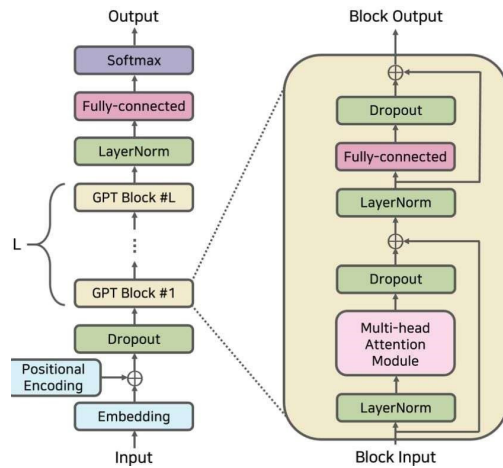 Output
Softmax
Fully-connected
LayerNorm
GPT Block #L
L
GPT Block #1
Dropout
Positional
Encoding
Embedding
Input
Block Output
Dropout
Fully-connected
LayerNorm
Dropout
Multi-head
Attention
Module
LayerNorm
Block Input